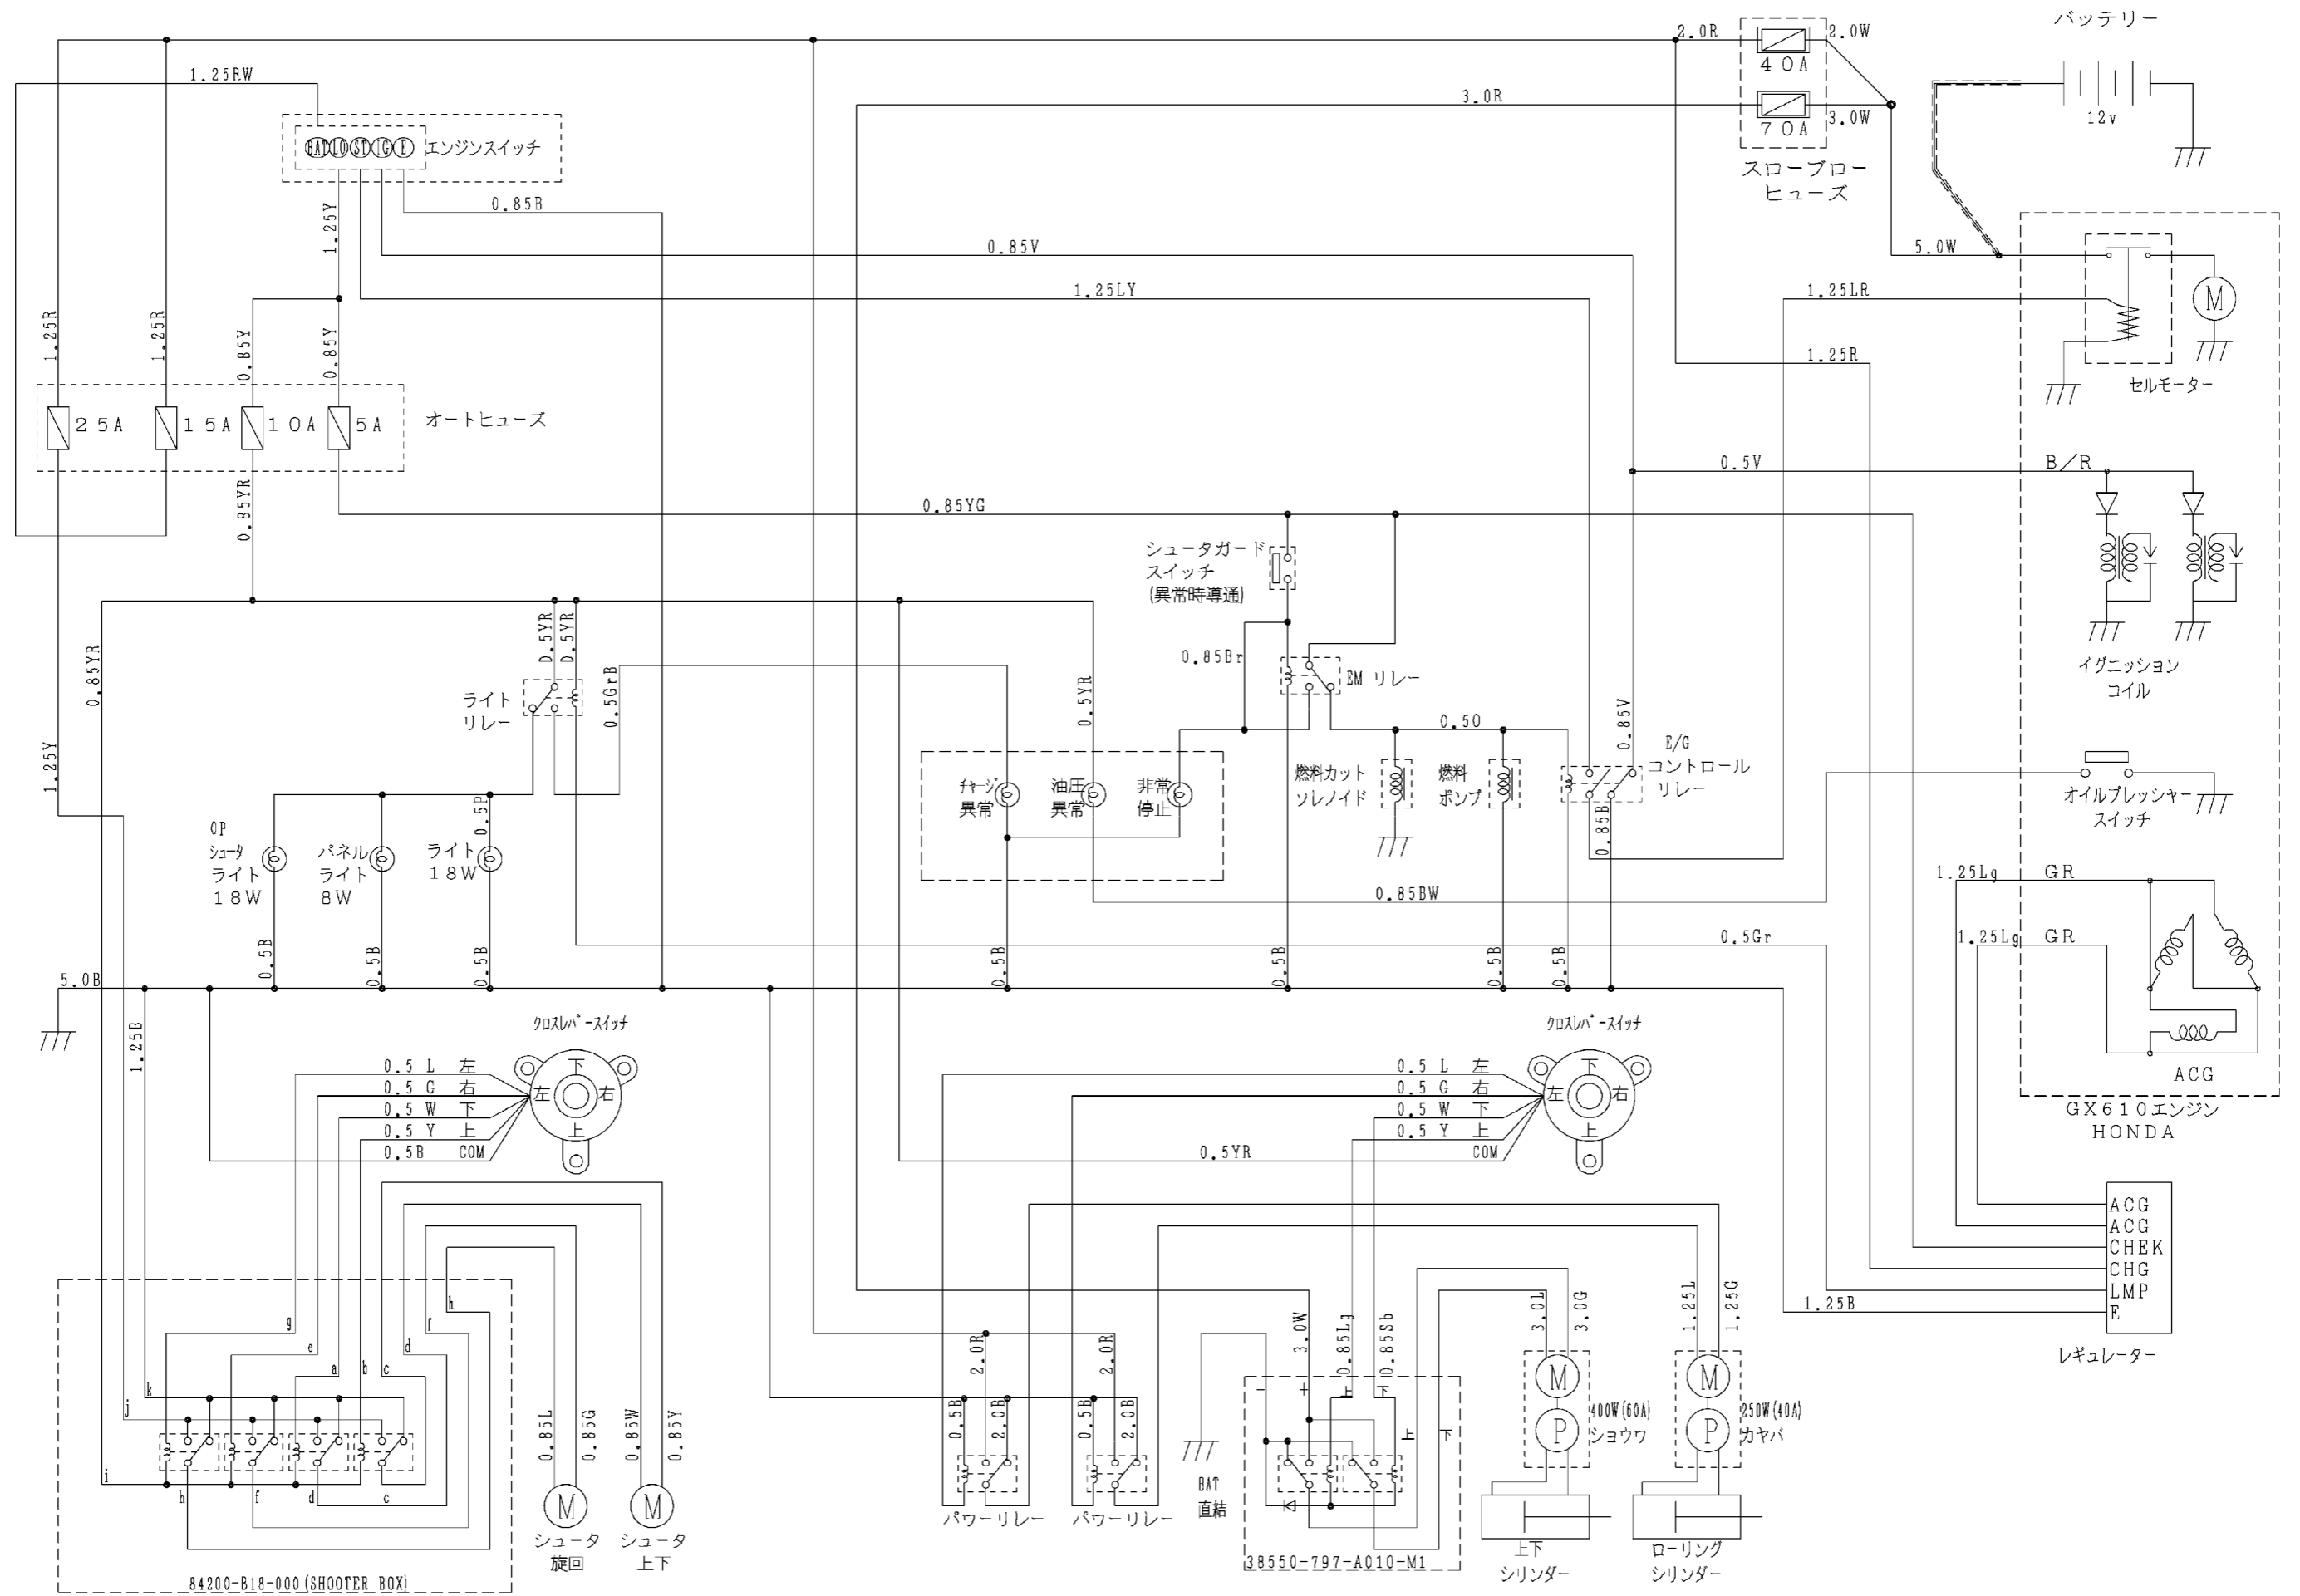 バッテリー
2.0R
2.0W
40A
1.25RW
3.0R
70A
3.0W
12v
スローブロー
ヒューズ
BAT LO ST IG E
エンジンスイッチ
0.85B
1.25Y
0.85V
5.0W
1.25LY
1.25LR
M
1.25R
1.25R
0.85Y
0.85Y
1.25R
セルモーター
25A
15A
10A
5A
オートヒューズ
0.5V
B/R
0.85YR
0.85YG
シュータガード
スイッチ
(異常時導通)
0.85YR
0.5YR
0.5YR
0.5GrB
0.85Br
EM リレー
イグニッション
コイル
ライト
リレー
0.5YR
0.5O
0.85V
1.25Y
E/G
コントロール
リレー
チャージ
異常
油圧
異常
非常
停止
燃料カット
ソレノイド
燃料
ポンプ
オイルプレッシャー
スイッチ
0.85B
0.5P
OP
シュータ
ライト
18W
パネル
ライト
8W
ライト
18W
0.85BW
1.25Lg
GR
1.25Lg
GR
0.5Gr
0.5B
0.5B
0.5B
0.5B
0.5B
0.5B
0.5B
5.0B
1.25B
クロスレバースイッチ
クロスレバースイッチ
0.5 L 左
0.5 G 右
0.5 W 下
0.5 Y 上
0.5B COM
下
左
右
上
0.5 L 左
0.5 G 右
0.5 W 下
0.5 Y 上
0.5YR COM
下
左
右
上
ACG
GX610エンジン
HONDA
ACG
ACG
CHEK
CHG
LMP
E
1.25B
レギュレーター
h
g
f
e
d
a
b
c
k
j
i
h
f
d
c
0.85L
0.85G
0.85W
0.85Y
M
M
シュータ
旋回
シュータ
上下
84200-B18-000(SHOOTER BOX)
2.0R
2.0R
0.5B
2.0B
0.5B
2.0B
パワーリレー
パワーリレー
3.0W
0.85Lg
0.85Sb
-
+
上
下
上
下
BAT
直結
38550-797-A010-M1
3.0L
3.0G
1.25L
1.25G
M
P
400W(60A)
ショウワ
M
P
250W(40A)
カヤバ
上下
シリンダー
ローリング
シリンダー